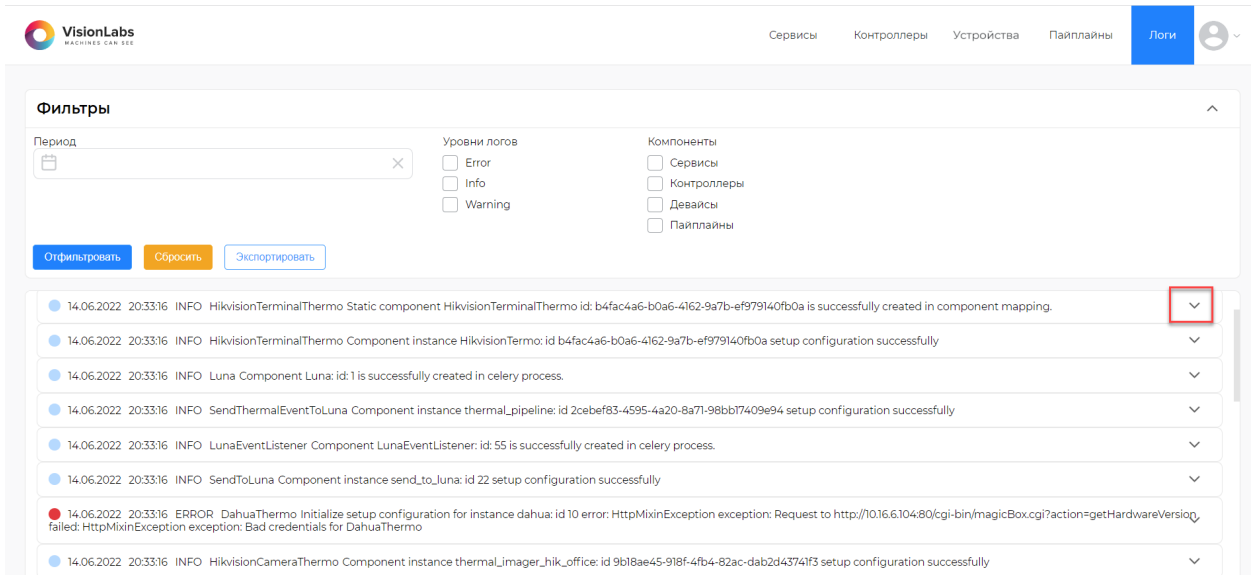 VisionLabs
MACHINES CAN SEE
Сервисы Контроллеры Устройства Пайплайны Логи
Фильтры
Период Уровни логов Компоненты
Error Сервисы
Info Контроллеры
Warning Девайсы
Пайплайны
Отфильтровать Сбросить Экспортировать
14.06.2022 20:33:16 INFO HikvisionTerminalThermo Static component HikvisionTerminalThermo id: b4fac4a6-b0a6-4162-9a7b-ef979140fb0a is successfully created in component mapping.
14.06.2022 20:33:16 INFO HikvisionTerminalThermo Component instance HikvisionTermo: id b4fac4a6-b0a6-4162-9a7b-ef979140fb0a setup configuration successfully
14.06.2022 20:33:16 INFO Luna Component Luna: id: 1 is successfully created in celery process.
14.06.2022 20:33:16 INFO SendThermalEventToLuna Component instance thermal_pipeline: id 2cebef83-4595-4a20-8a71-98bb17409e94 setup configuration successfully
14.06.2022 20:33:16 INFO LunaEventListener Component LunaEventListener: id: 55 is successfully created in celery process.
14.06.2022 20:33:16 INFO SendToLuna Component instance send_to_luna: id 22 setup configuration successfully
14.06.2022 20:33:16 ERROR DahuaThermo Initialize setup configuration for instance dahua: id 10 error: HttpMixinException exception: Request to http://10.16.6.104:80/cgi-bin/magicBox.cgi?action=getHardwareVersion
failed: HttpMixinException exception: Bad credentials for DahuaThermo
14.06.2022 20:33:16 INFO HikvisionCameraThermo Component instance thermal_imager_hik_office: id 9b18ae45-918f-4fb4-82ac-dab2d43741f3 setup configuration successfully